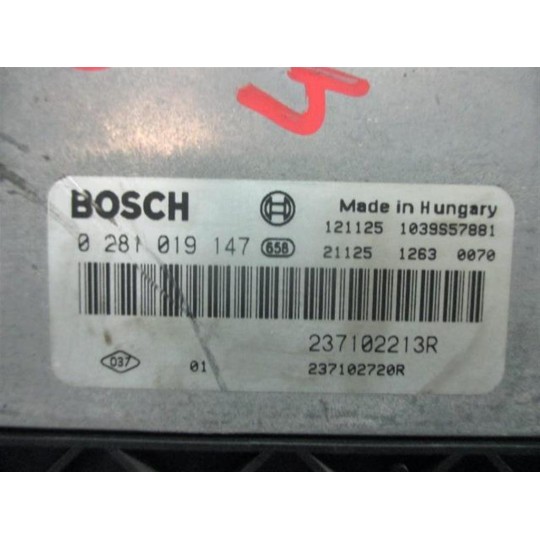 BOSCH
Made in Hungary
121125 1039S57881
0 281 019 147 658
21125 1263 0070
237102213R
D37
01
237102720R